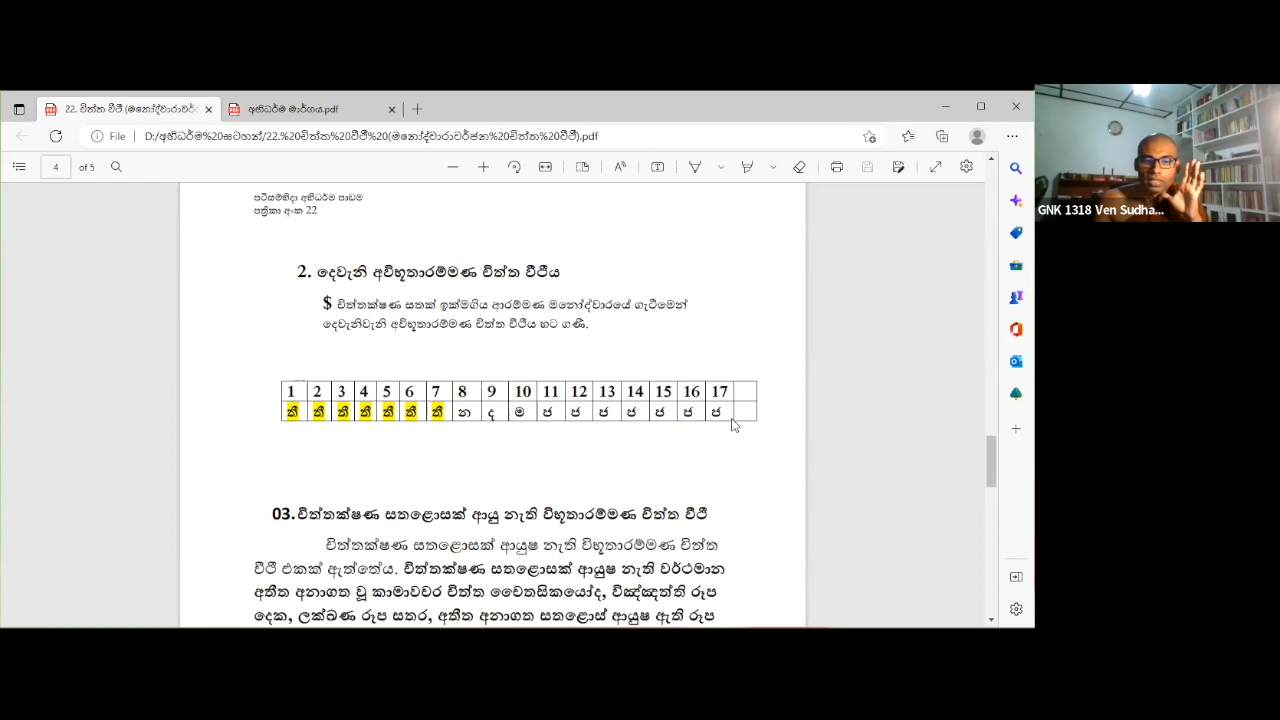 22. චිත්ත වීථි (මනෝද්වාරාවර්
අභිධර්ම මාර්ගය.pdf
File
D:/අභිධර්ම%20සටහන්/22.%20චිත්ත%20වීථි%20(මනෝද්වාරාවර්ජන%20චිත්ත%20වීථි).pdf
4 of 5
GNK 1318 Ven Sudha...
පටිසම්භිදා අභිධර්ම පාඩම
පත්‍රිකා අංක 22
2. දෙවැනි අවිභූතාරම්මණ චිත්ත වීථිය
$ චිත්තක්ෂණ සතක් ඉක්මගිය ආරම්මණ මනෝද්වාරයේ ගැටීමෙන්
දෙවැනිවැනි අවිභූතාරම්මණ චිත්ත වීථිය හට ගණී.
1 2 3 4 5 6 7 8 9 10 11 12 13 14 15 16 17
තී තී තී තී තී තී තී න ද ම ජ ජ ජ ජ ජ ජ ජ
03.චිත්තක්ෂණ සතළොසක් ආයු නැති විභූතාරම්මණ චිත්ත වීථි
චිත්තක්ෂණ සතළොසක් ආයුෂ නැති විභූතාරම්මණ චිත්ත
වීථි එකක් ඇත්තේය. චිත්තක්ෂණ සතළොසක් ආයුෂ නැති වර්ථමාන
අතීත අනාගත වූ කාමාවචර චිත්ත චෛතසිකයෝද, විඤ්ඤත්ති රූප
දෙක, ලක්ඛණ රූප සතර, අතීත අනාගත සතළොස් ආයුෂ ඇති රූප